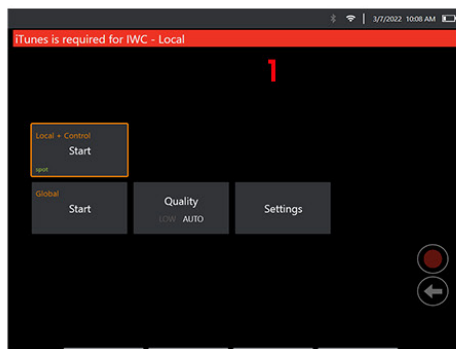 3/7/2022 10:08 AM
iTunes is required for IWC - Local
1
Local + Control
Start
spot
Global
Start
Quality
LOW AUTO
Settings